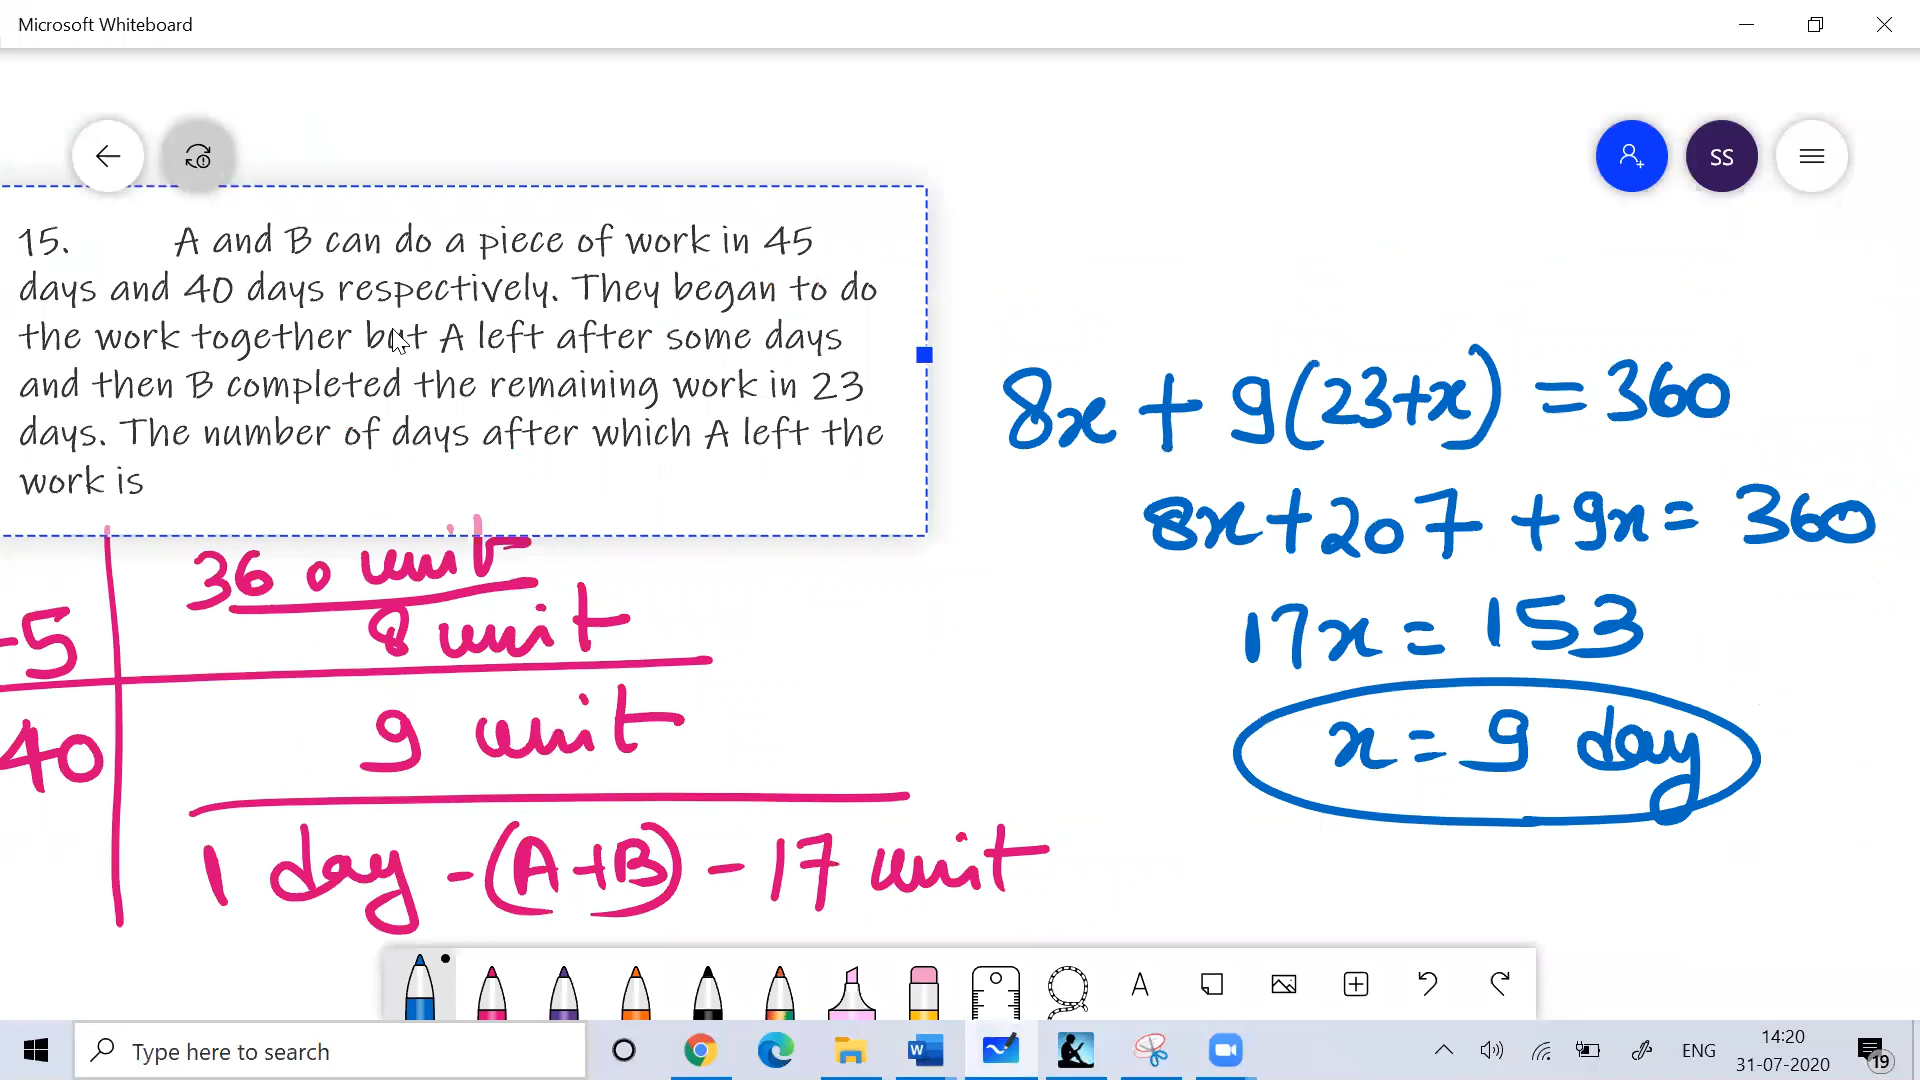 Microsoft Whiteboard
SS
15. A and B can do a piece of work in 45
days and 40 days respectively. They began to do
the work together but A left after some days
and then B completed the remaining work in 23
days. The number of days after which A left the
work is
360 unit
-5 8 unit
40 9 unit
1 day - (A+B) - 17 unit
8x + 9(23+x) = 360
8x + 207 + 9x = 360
17x = 153
x = 9 day
A
Type here to search
W
ENG
14:20
31-07-2020
19